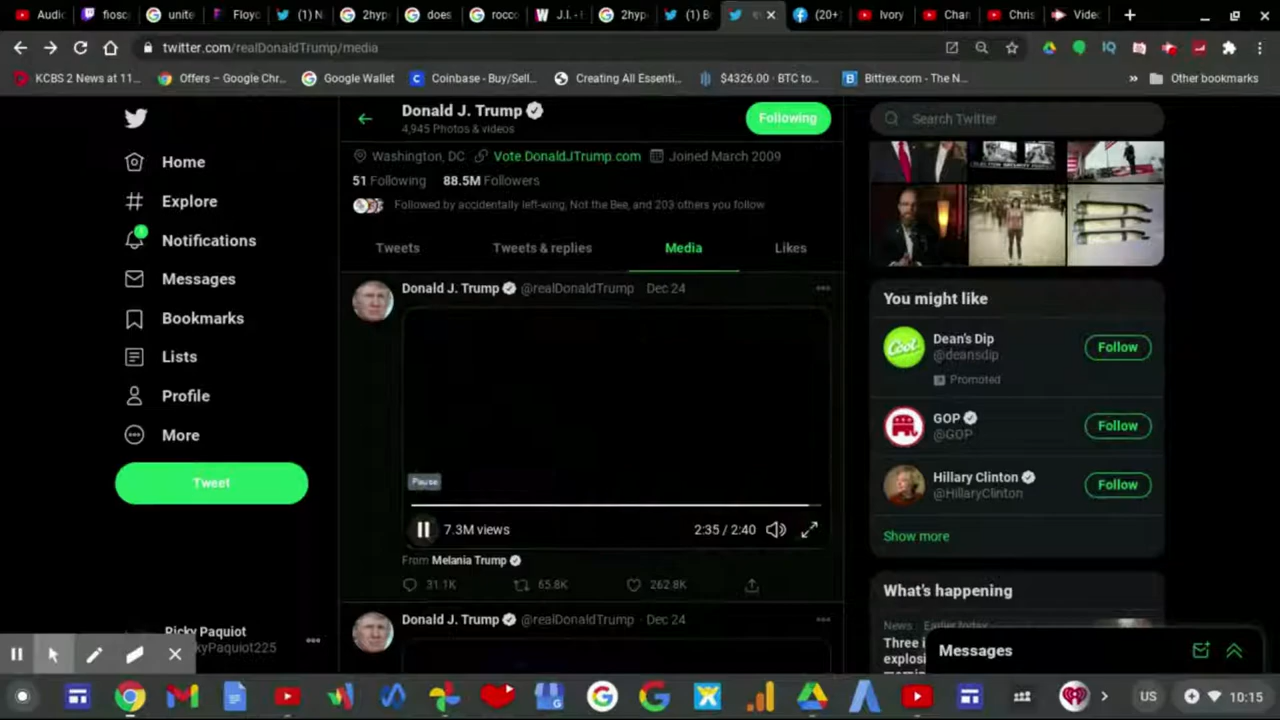 Audic
fiosc
unite
Floyc
(1) N
2hyp
does
rocco
J.I. -
2hyp
(1) B
(20+
Ivory
Chan
Chris
Videc
twitter.com/realDonaldTrump/media
KCBS 2 News at 11...
Offers – Google Chr...
Google Wallet
Coinbase - Buy/Sell...
Creating All Essenti...
$4326.00 · BTC to...
Bittrex.com - The N...
Other bookmarks
Home
Explore
Notifications
Messages
Bookmarks
Lists
Profile
More
Tweet
Ricky Paquiot
kyPaquiot225
Donald J. Trump
4,945 Photos & videos
Following
Washington, DC Vote DonaldJTrump.com Joined March 2009
51 Following 88.5M Followers
Followed by accidentally left-wing, Not the Bee, and 203 others you follow
Tweets
Tweets & replies
Media
Likes
Donald J. Trump @realDonaldTrump · Dec 24
Pause
7.3M views
2:35 / 2:40
From Melania Trump
31.1K
65.8K
262.8K
Donald J. Trump @realDonaldTrump · Dec 24
Search Twitter
You might like
Dean's Dip
@deansdip
Promoted
Follow
GOP
@GOP
Follow
Hillary Clinton
@HillaryClinton
Follow
Show more
What's happening
News · Earlier today
Three i
explosi
Messages
US
10:15